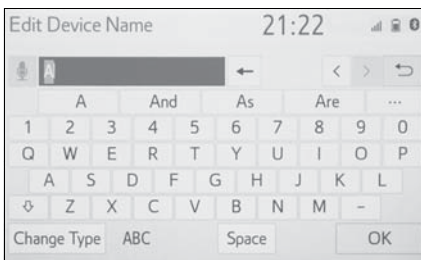 Edit Device Name 21:22
A
A And As Are ...
1 2 3 4 5 6 7 8 9 0
Q W E R T Y U I O P
A S D F G H J K L
Z X C V B N M -
Change Type ABC Space OK